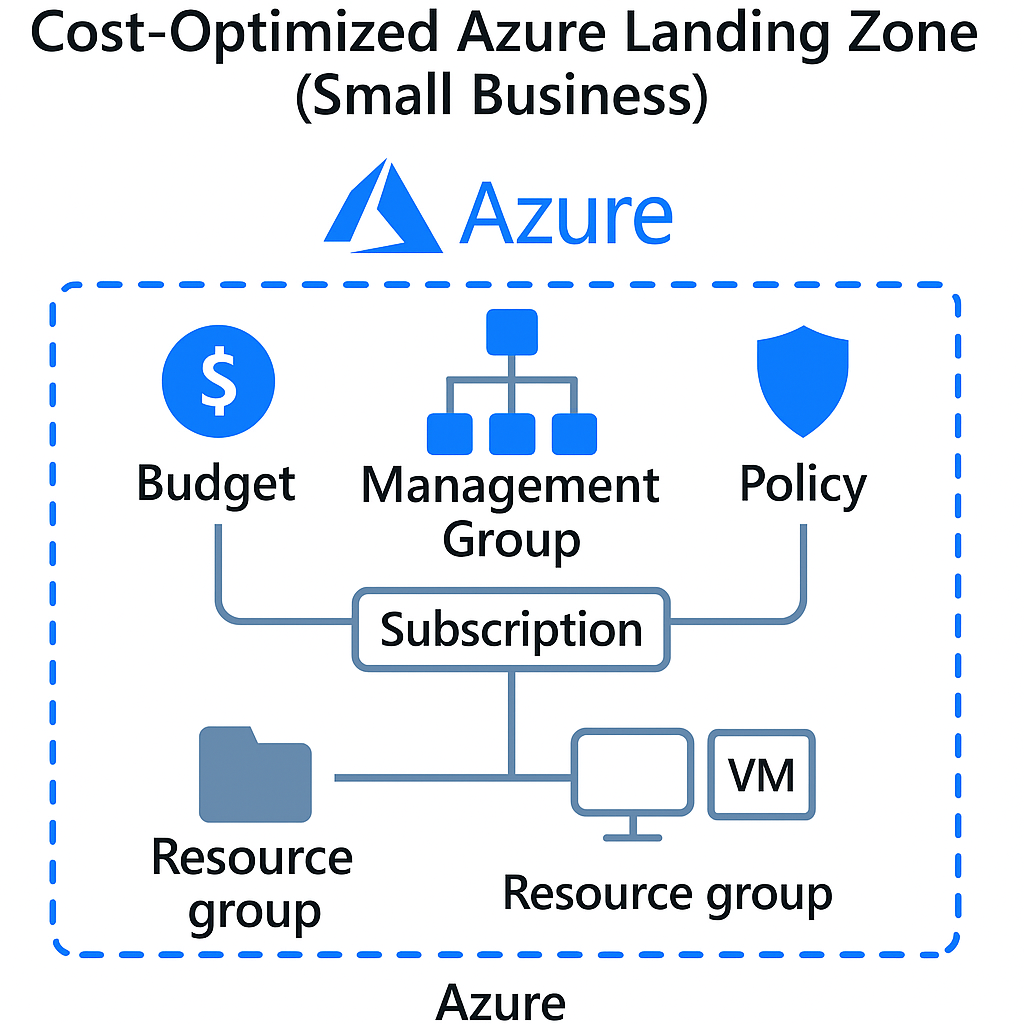 Cost-Optimized Azure Landing Zone
(Small Business)
Azure
$
Budget
Management
Group
Policy
Subscription
VM
Resource
group
Resource group
Azure